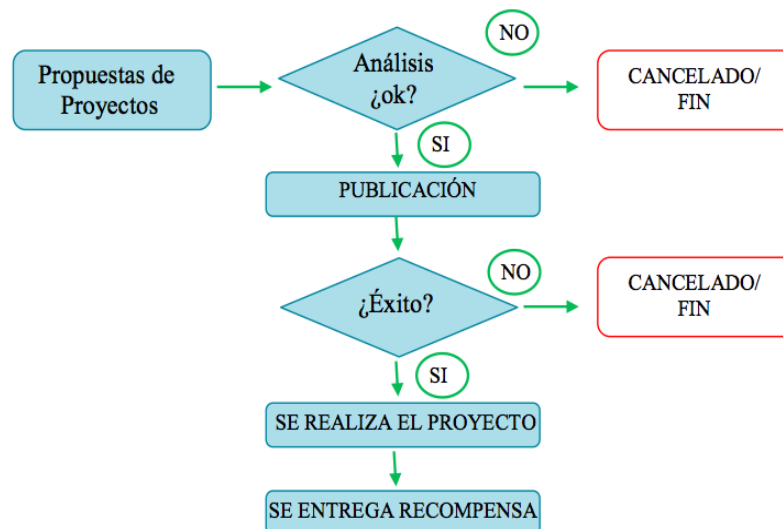 NO
Propuestas de
Proyectos
Análisis
¿ok?
CANCELADO/
FIN
SI
PUBLICACIÓN
NO
¿Éxito?
CANCELADO/
FIN
SI
SE REALIZA EL PROYECTO
SE ENTREGA RECOMPENSA